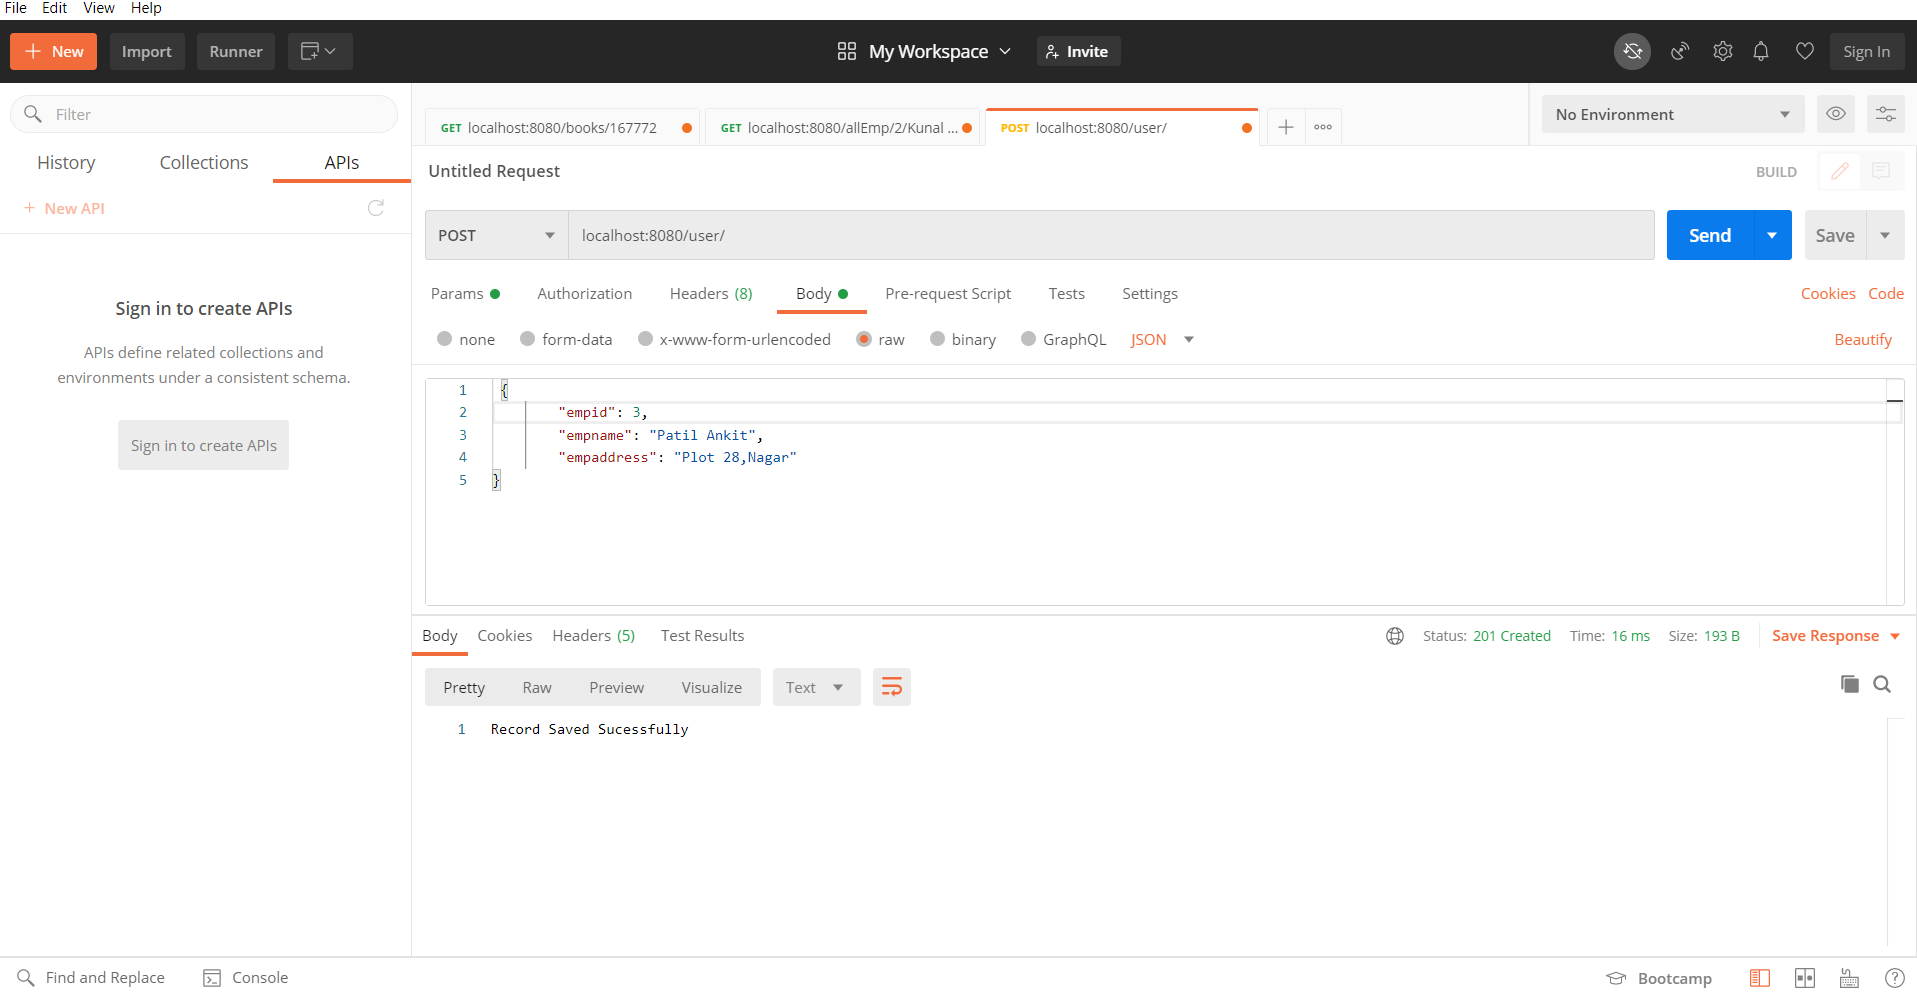 File Edit View Help
New Import Runner My Workspace Invite Sign In
Filter
History Collections APIs
+ New API
Sign in to create APIs
APIs define related collections and
environments under a consistent schema.
Sign in to create APIs
GET localhost:8080/books/167772 GET localhost:8080/allEmp/2/Kunal ... POST localhost:8080/user/ No Environment
Untitled Request BUILD
POST localhost:8080/user/ Send Save
Params Authorization Headers (8) Body Pre-request Script Tests Settings Cookies Code
none form-data x-www-form-urlencoded raw binary GraphQL JSON Beautify
1 {
2 "empid": 3,
3 "empname": "Patil Ankit",
4 "empaddress": "Plot 28,Nagar"
5 }
Body Cookies Headers (5) Test Results Status: 201 Created Time: 16 ms Size: 193 B Save Response
Pretty Raw Preview Visualize Text
1 Record Saved Sucessfully
Find and Replace Console Bootcamp